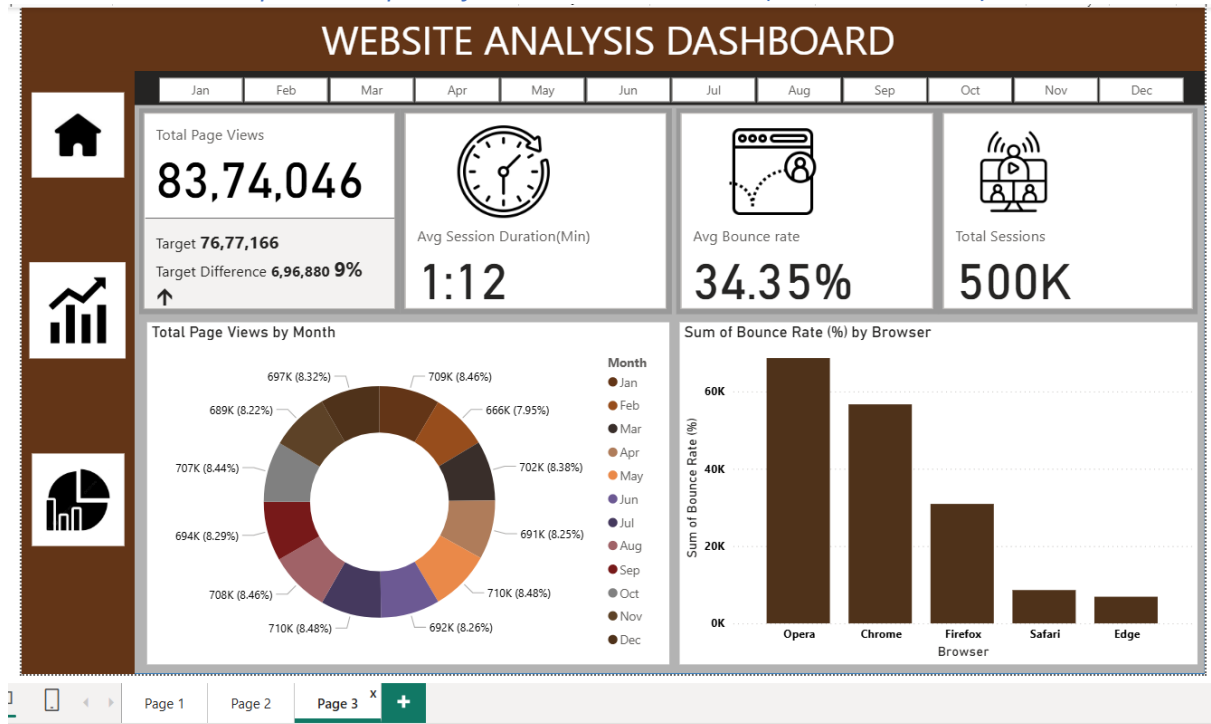 WEBSITE ANALYSIS DASHBOARD
Jan Feb Mar Apr May Jun Jul Aug Sep Oct Nov Dec
Total Page Views
83,74,046
Target 76,77,166
Target Difference 6,96,880 9%
↑
Avg Session Duration(Min)
1:12
Avg Bounce rate
34.35%
Total Sessions
500K
Total Page Views by Month
697K (8.32%)
709K (8.46%)
689K (8.22%)
666K (7.95%)
707K (8.44%)
702K (8.38%)
694K (8.29%)
691K (8.25%)
708K (8.46%)
710K (8.48%)
710K (8.48%)
692K (8.26%)
Month
Jan
Feb
Mar
Apr
May
Jun
Jul
Aug
Sep
Oct
Nov
Dec
Sum of Bounce Rate (%) by Browser
Sum of Bounce Rate (%)
60K
40K
20K
0K
Opera Chrome Firefox Safari Edge
Browser
Page 1 Page 2 Page 3 x +